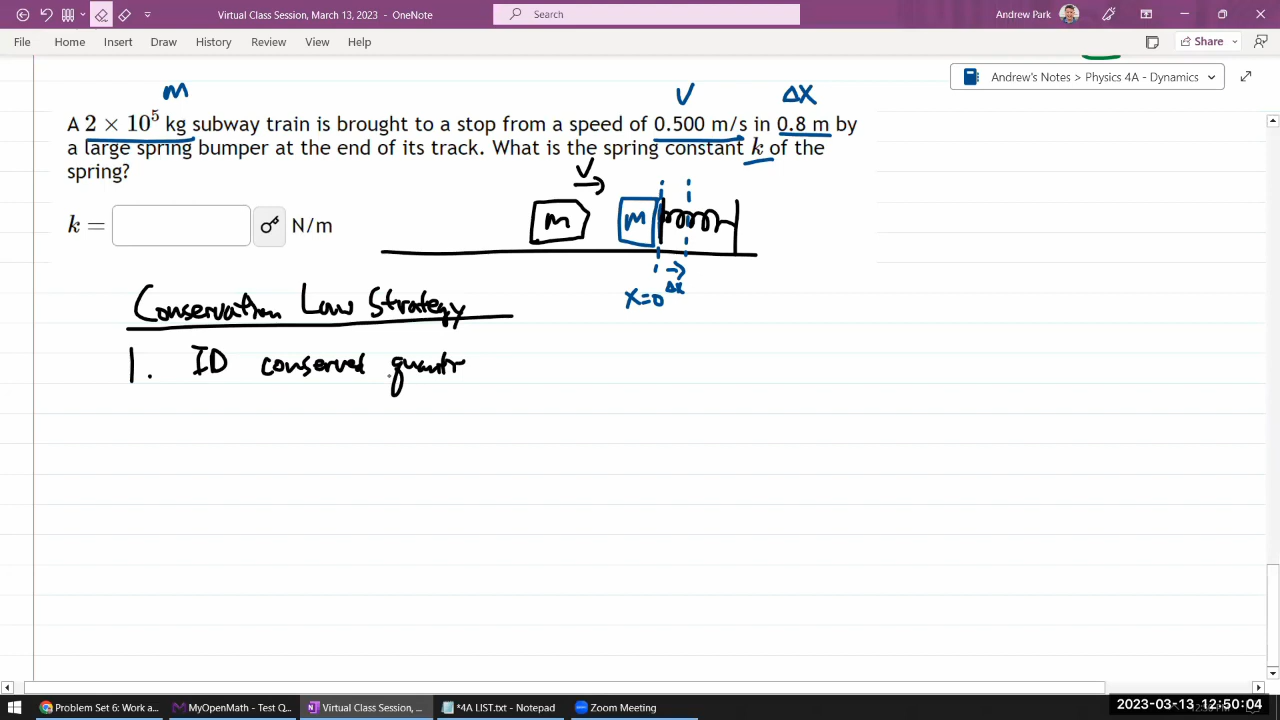 Virtual Class Session, March 13, 2023 - OneNote
Search
Andrew Park
File Home Insert Draw History Review View Help
Share
Andrew's Notes > Physics 4A - Dynamics
m V ΔX
A 2 × 10⁵ kg subway train is brought to a stop from a speed of 0.500 m/s in 0.8 m by
a large spring bumper at the end of its track. What is the spring constant k of the
spring?
V
k = N/m
m m
X=0 Δx
Conservation Law Strategy
1. ID conserved quanti
Problem Set 6: Work a...
MyOpenMath - Test Q...
Virtual Class Session, ...
*4A LIST.txt - Notepad
Zoom Meeting
2023-03-13 12:50:04